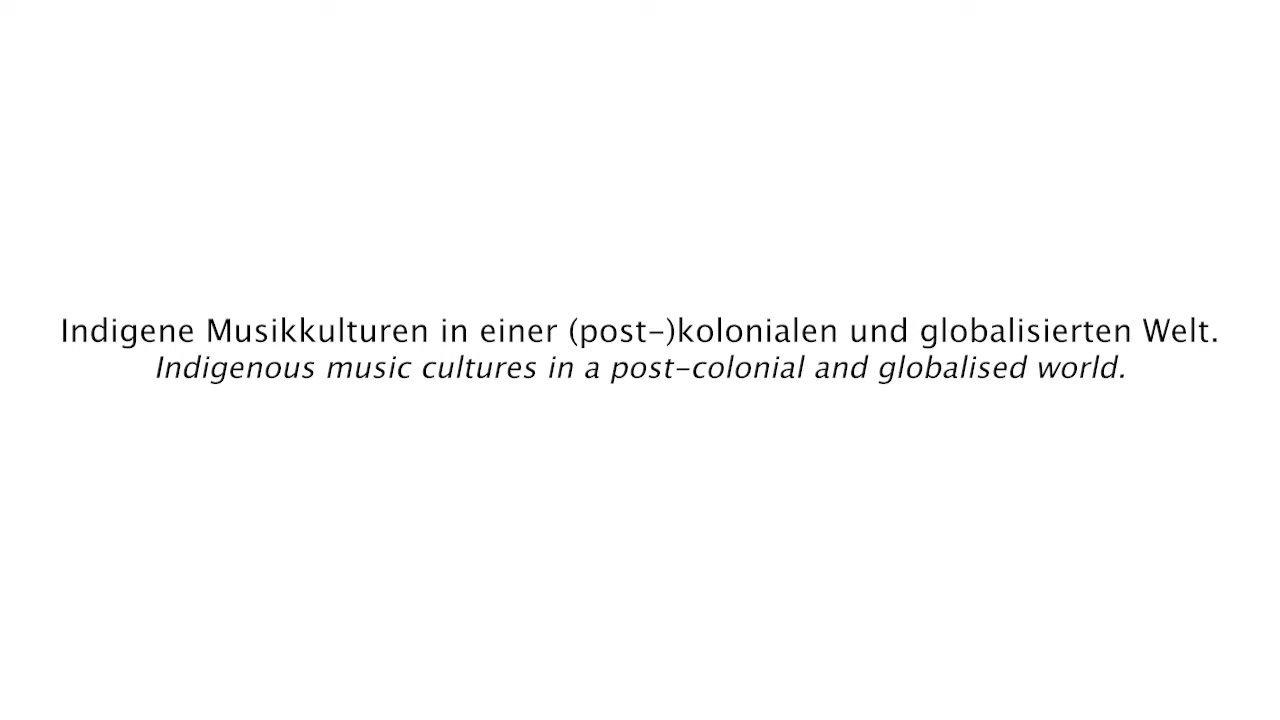 Indigene Musikkulturen in einer (post-)kolonialen und globalisierten Welt.
Indigenous music cultures in a post-colonial and globalised world.